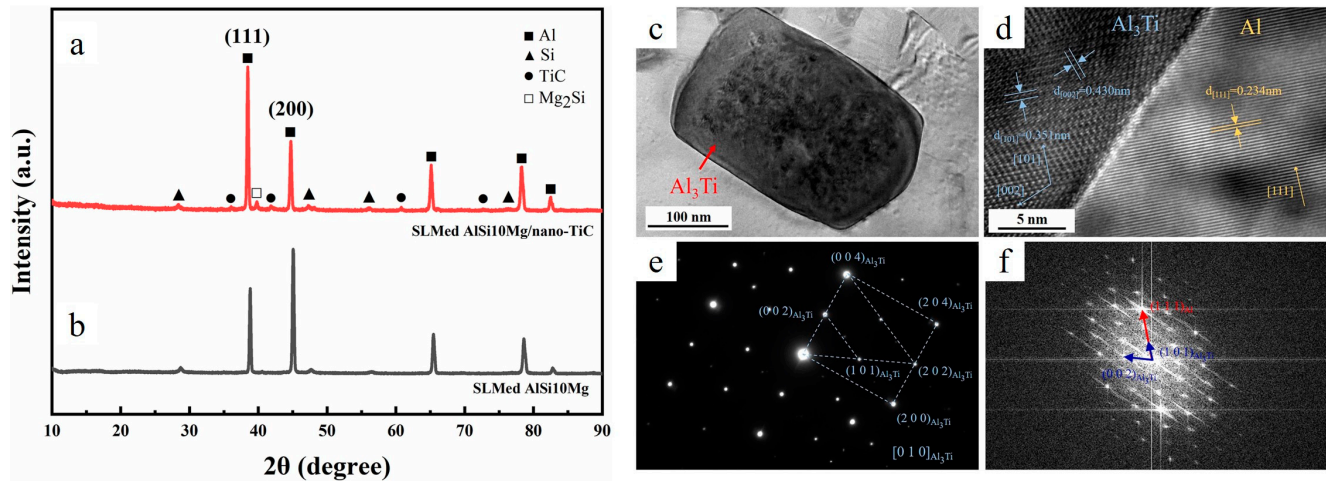 a
(111)
(200)
■ Al
▲ Si
● TiC
□ Mg₂Si
SLMed AlSi10Mg/nano-TiC
b
SLMed AlSi10Mg
Intensity (a.u.)
10 20 30 40 50 60 70 80 90
2θ (degree)
c
Al₃Ti
100 nm
d
Al₃Ti
Al
d[002]=0.430nm
d[101]=0.351nm
[101]
[002]
d[111]=0.234nm
[111]
5 nm
e
(0 0 4)Al₃Ti
(0 0 2)Al₃Ti
(2 0 4)Al₃Ti
(1 0 1)Al₃Ti
(2 0 2)Al₃Ti
(2 0 0)Al₃Ti
[0 1 0]Al₃Ti
f
(1 0 1)Al₃Ti
(0 0 2)Al₃Ti